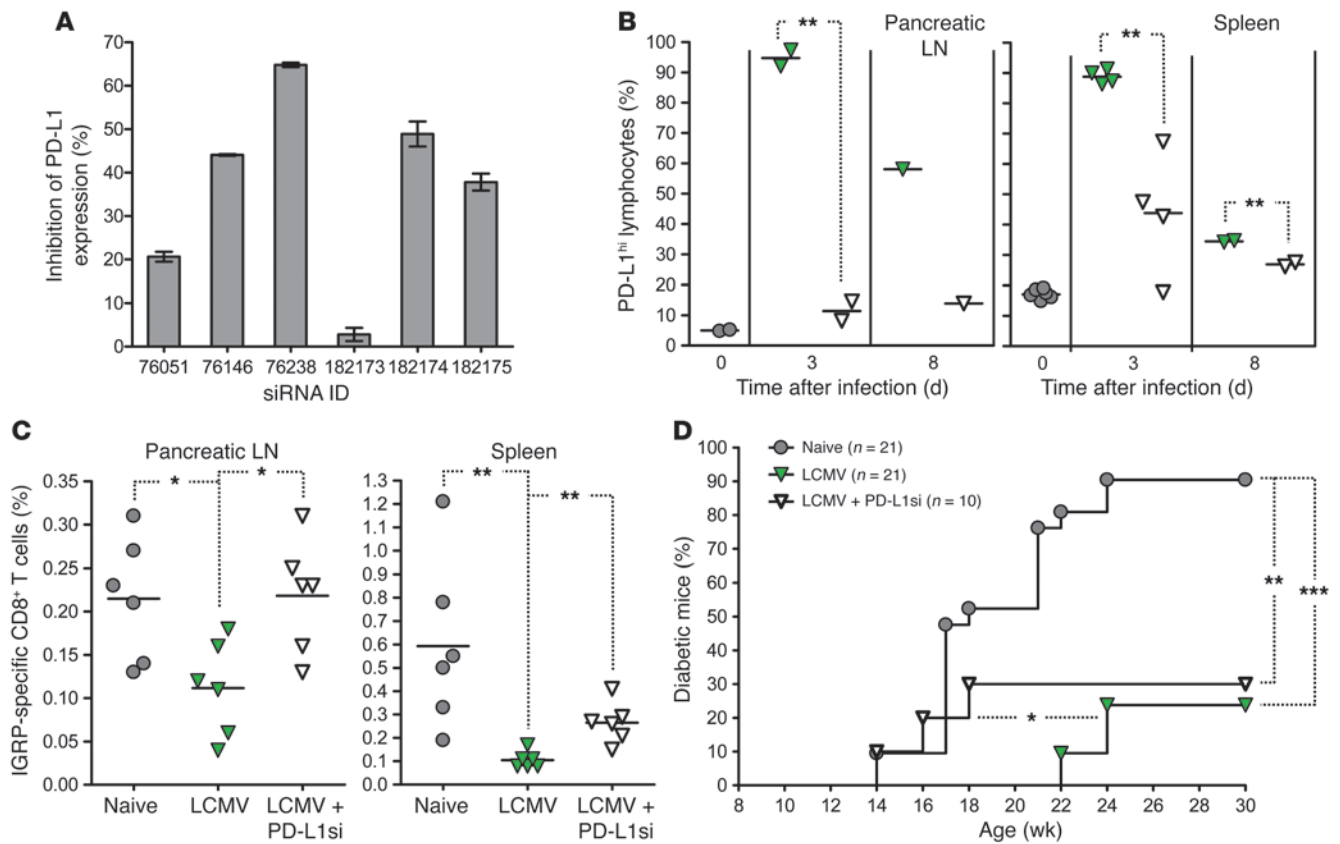 A
Inhibition of PD-L1
expression (%)
70
60
50
40
30
20
10
0
76051 76146 76238 182173 182174 182175
siRNA ID
B
Pancreatic
LN
Spleen
PD-L1hi lymphocytes (%)
100
90
80
70
60
50
40
30
20
10
0
**
**
**
0 3 8
0 3 8
Time after infection (d)
Time after infection (d)
C
Pancreatic LN
Spleen
IGRP-specific CD8+ T cells (%)
0.35
0.30
0.25
0.20
0.15
0.10
0.05
0.00
* *
Naive LCMV LCMV +
PD-L1si
1.3
1.2
1.1
1.0
0.9
0.8
0.7
0.6
0.5
0.4
0.3
0.2
0.1
0.0
** **
Naive LCMV LCMV +
PD-L1si
D
Naive (n = 21)
LCMV (n = 21)
LCMV + PD-L1si (n = 10)
Diabetic mice (%)
100
90
80
70
60
50
40
30
20
10
0
**
***
*
8 10 12 14 16 18 20 22 24 26 28 30
Age (wk)